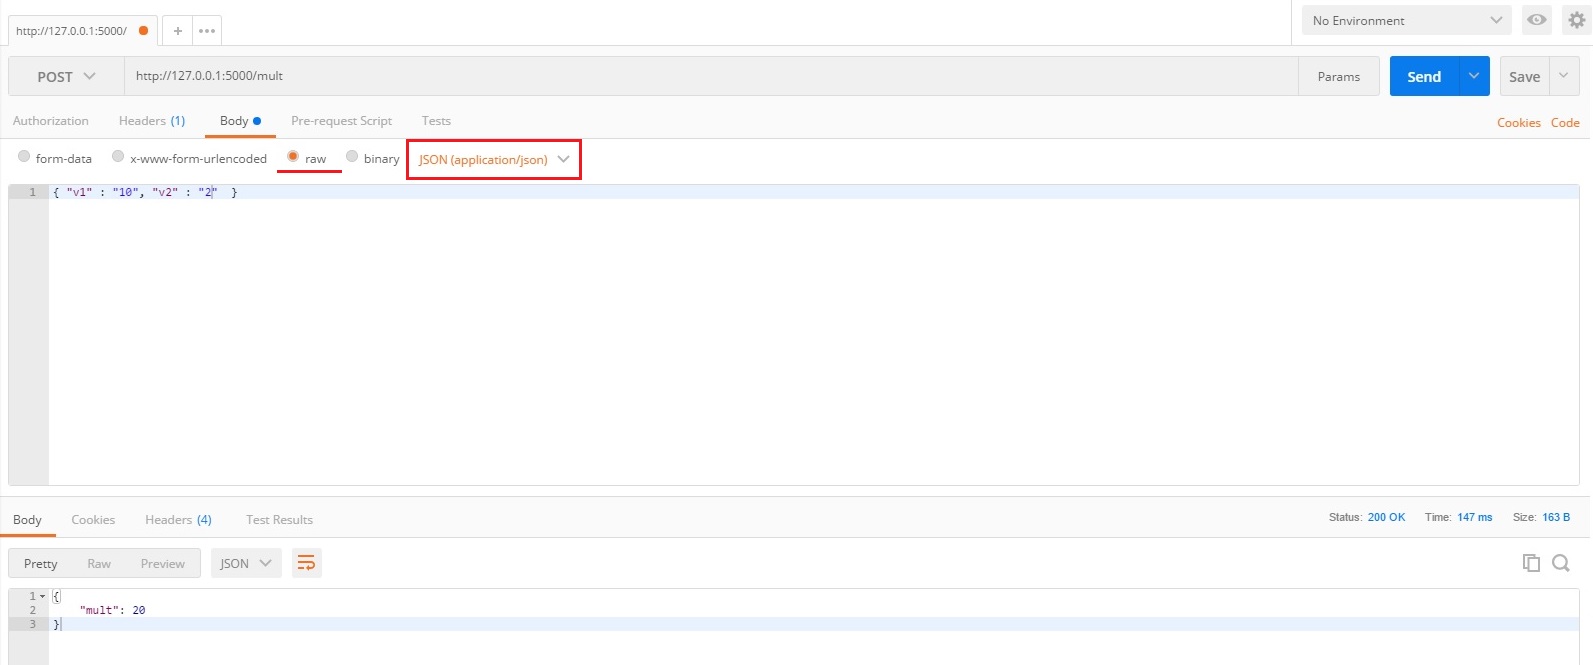 http://127.0.0.1:5000/ + ••• No Environment
POST http://127.0.0.1:5000/mult Params Send Save
Authorization Headers (1) Body Pre-request Script Tests Cookies Code
form-data x-www-form-urlencoded raw binary JSON (application/json)
1 { "v1" : "10", "v2" : "2" }
Body Cookies Headers (4) Test Results Status: 200 OK Time: 147 ms Size: 163 B
Pretty Raw Preview JSON
1 {
2 "mult": 20
3 }